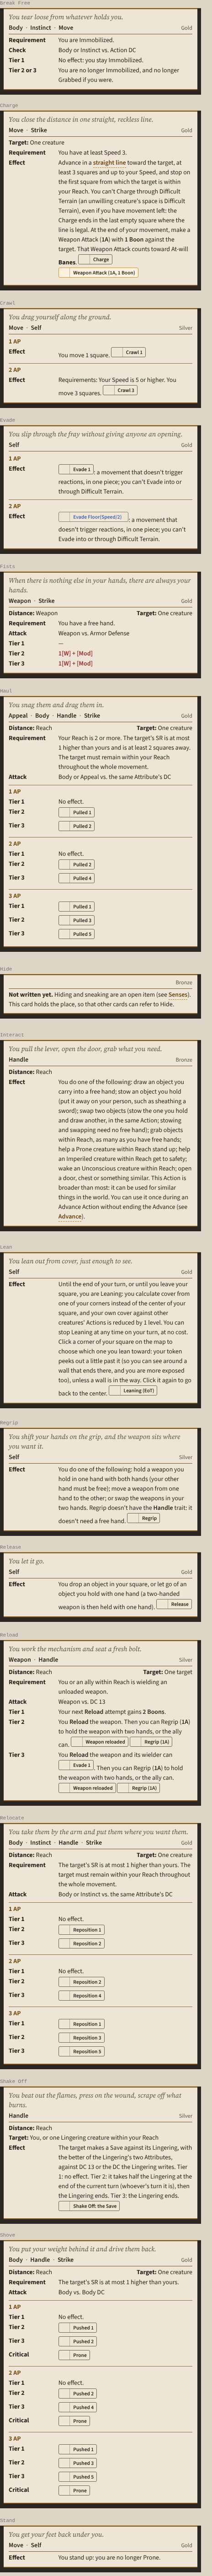 Break Free
You tear loose from whatever holds you.
Body · Instinct · Move Gold
Requirement You are Immobilized.
Check Body or Instinct vs. Action DC
Tier 1 No effect: you stay Immobilized.
Tier 2 or 3 You are no longer Immobilized, and no longer
Grabbed if you were.
Charge
You close the distance in one straight, reckless line.
Move · Strike Gold
Target: One creature
Requirement You have at least Speed 3.
Effect Advance in a straight line toward the target, at
least 3 squares and up to your Speed, and stop on
the first square from which the target is within
your Reach. You can't Charge through Difficult
Terrain (an unwilling creature's space is Difficult
Terrain), even if you have movement left: the
Charge ends in the last empty square where the
line is legal. At the end of your movement, make a
Weapon Attack (1A) with 1 Boon against the
target. That Weapon Attack counts toward At-will
Banes. Charge
Weapon Attack (1A, 1 Boon)
Crawl
You drag yourself along the ground.
Move · Self Silver
1 AP
Effect You move 1 square. Crawl 1
2 AP
Effect Requirements: Your Speed is 5 or higher. You
move 3 squares. Crawl 3
Evade
You slip through the fray without giving anyone an opening.
Self Gold
1 AP
Effect Evade 1 : a movement that doesn't trigger
reactions, in one piece; you can't Evade into or
through Difficult Terrain.
2 AP
Effect Evade Floor(Speed/2) : a movement that
doesn't trigger reactions, in one piece; you can't
Evade into or through Difficult Terrain.
Fists
When there is nothing else in your hands, there are always your
hands.
Weapon · Strike Gold
Distance: Weapon Target: One creature
Requirement You have a free hand.
Attack Weapon vs. Armor Defense
Tier 1 —
Tier 2 1[W] + [Mod]
Tier 3 1[W] + [Mod]
Haul
You snag them and drag them in.
Appeal · Body · Handle · Strike Gold
Distance: Reach Target: One creature
Requirement Your Reach is 2 or more. The target's SR is at most
1 higher than yours and is at least 2 squares away.
The target must remain within your Reach
throughout the whole movement.
Attack Body or Appeal vs. the same Attribute's DC
1 AP
Tier 1 No effect.
Tier 2 Pulled 1
Tier 3 Pulled 2
2 AP
Tier 1 No effect.
Tier 2 Pulled 2
Tier 3 Pulled 4
3 AP
Tier 1 Pulled 1
Tier 2 Pulled 3
Tier 3 Pulled 5
Hide
Bronze
Not written yet. Hiding and sneaking are an open item (see Senses).
This card holds the place, so that other cards can refer to Hide.
Interact
You pull the lever, open the door, grab what you need.
Handle Bronze
Distance: Reach
Effect You do one of the following: draw an object you
carry into a free hand; stow an object you hold
(put it away on your person, such as sheathing a
sword); swap two objects (stow the one you hold
and draw another, in the same action; stowing
two swapped needs no free hand); grab objects
within Reach, as many as you have free hands;
help a Prone creature within Reach stand up; help
an Imperiled creature within Reach get to safety;
make an Unconscious creature within Reach; open
a door, chest or something similar. This Action is
broader than most: it can be used for similar
things in the world. You can use it once during an
Advance Action without ending the Advance (see
Advance).
Lean
You lean out from cover, just enough to see.
Self Gold
Effect Until the end of your turn, or until you leave your
square, you are Leaning: you calculate cover from
one of your corners instead of the center of your
square, and your own cover against other
creatures' Actions is reduced by 1 level. You can
stop Leaning at any time on your turn, at no cost.
Click a corner of your square on the map to
choose which one you lean toward: your token
peeks out a little past it (so you can see around a
wall that ends there, and you are more exposed
too), unless a wall is in the way. Click it again to go
back to the center. Leaning (EoT)
Regrip
You shift your hands on the grip, and the weapon sits where
you want it.
Self Silver
Effect You do one of the following: hold a weapon you
hold in one hand with both hands (your other
hand must be free); move a weapon from one
hand to the other; or swap the weapons in your
two hands. Regrip doesn't have the Handle trait: it
doesn't need a free hand. Regrip
Release
You let it go.
Self Gold
Effect You drop an object in your square, or let go of an
object you hold with one hand (a two-handed
weapon is then held with one hand). Release
Reload
You work the mechanism and seat a fresh bolt.
Weapon · Handle Silver
Distance: Reach Target: One target
Requirement You or an ally within Reach is wielding an
unloaded weapon.
Attack Weapon vs. DC 13
Tier 1 Your next Reload attempt gains 2 Boons.
Tier 2 You Reload the weapon. Then you can Regrip (1A)
to hold the weapon with two hands, or the ally
can. Weapon reloaded Regrip (1A)
Tier 3 You Reload the weapon and its wielder can
Evade 1 . Then you can Regrip (1A) to hold
the weapon with two hands, or the ally can.
Weapon reloaded Regrip (1A)
Relocate
You take them by the arm and put them where you want them.
Body · Instinct · Handle · Strike Gold
Distance: Reach Target: One creature
Requirement The target's SR is at most 1 higher than yours. The
target must remain within your Reach throughout
the whole movement.
Attack Body or Instinct vs. the same Attribute's DC
1 AP
Tier 1 No effect.
Tier 2 Reposition 1
Tier 3 Reposition 2
2 AP
Tier 1 No effect.
Tier 2 Reposition 2
Tier 3 Reposition 4
3 AP
Tier 1 Reposition 1
Tier 2 Reposition 3
Tier 3 Reposition 5
Shake Off
You beat out the flames, press on the wound, scrape off what
burns.
Handle Silver
Distance: Reach
Target: You, or one Lingering creature within your Reach
Effect The target makes a Save against its Lingering, with
the better of the Lingering's two Attributes,
against DC 13 or the DC the Lingering writes. Tier
1: no effect. Tier 2: it takes half the Lingering at the
end of the current turn (whoever's turn it is), then
the Lingering ends. Tier 3: the Lingering ends.
Shake Off: the Save
Shove
You put your weight behind it and drive them back.
Body · Handle · Strike Gold
Distance: Reach Target: One creature
Requirement The target's SR is at most 1 higher than yours.
Attack Body vs. Body DC
1 AP
Tier 1 No effect.
Tier 2 Pushed 1
Tier 3 Pushed 2
Critical Prone
2 AP
Tier 1 No effect.
Tier 2 Pushed 2
Tier 3 Pushed 4
Critical Prone
3 AP
Tier 1 Pushed 1
Tier 2 Pushed 3
Tier 3 Pushed 5
Critical Prone
Stand
You get your feet back under you.
Move · Self Gold
Effect You stand up: you are no longer Prone.